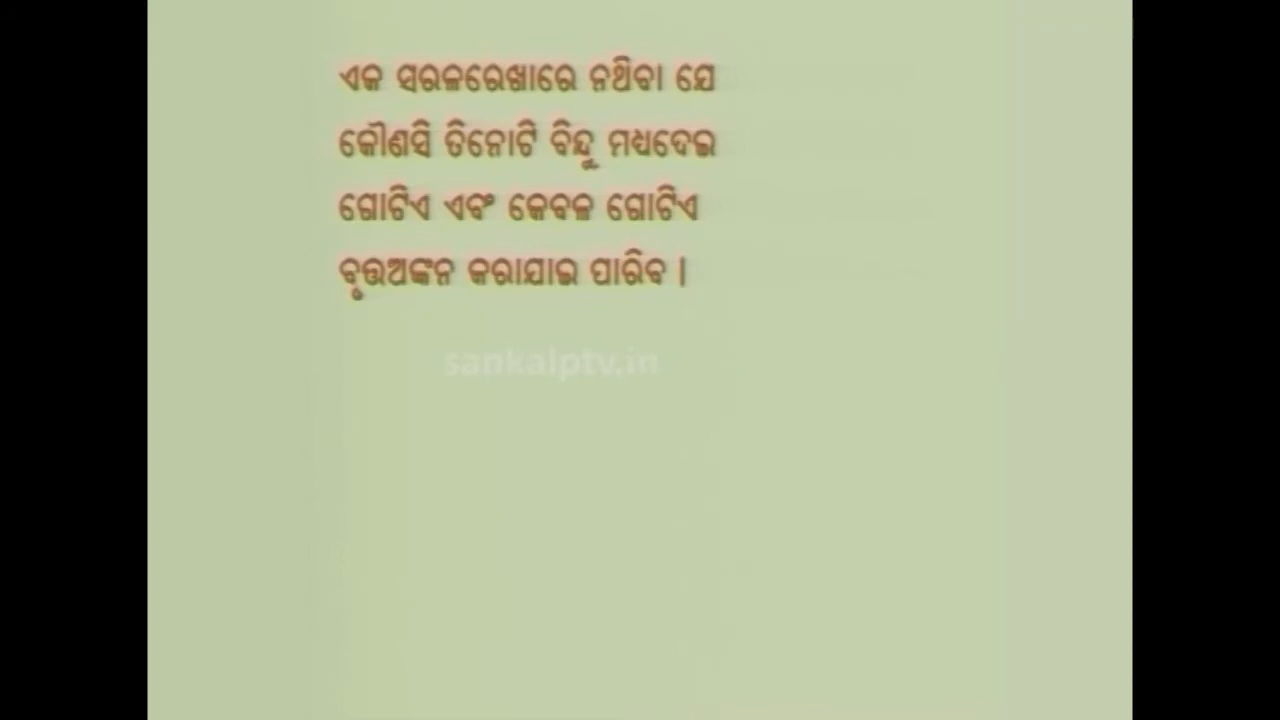 ଏକ ସରଳରେଖାରେ ନଥିବା ଯେ
କୌଣସି ତିନୋଟି ବିନ୍ଦୁ ମଧ୍ୟଦେଇ
ଗୋଟିଏ ଏବଂ କେବଳ ଗୋଟିଏ
ବୃତ୍ତଅଙ୍କନ କରାଯାଇ ପାରିବ ।
sankalptv.in